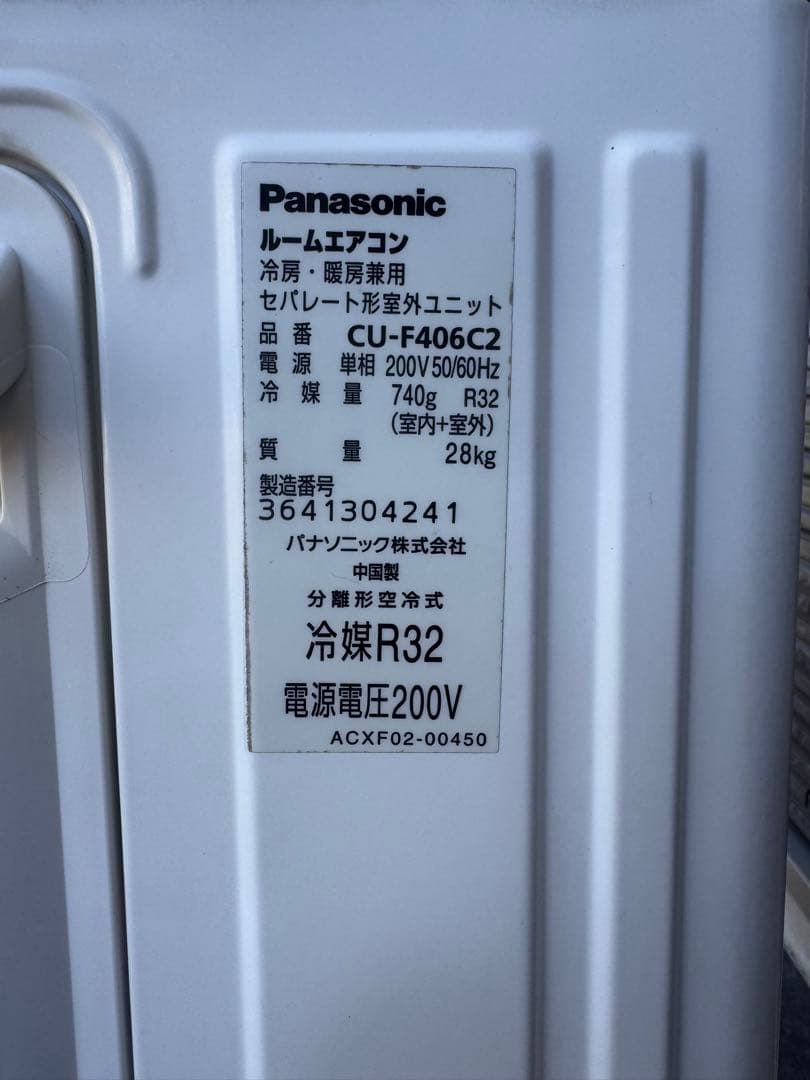 Panasonic
ルームエアコン
冷房・暖房兼用
セパレート形室外ユニット
品番 CU-F406C2
電源 単相 200V 50/60Hz
冷媒量 740g R32
(室内+室外)
質量 28kg
製造番号
3641304241
パナソニック株式会社
中国製
分離形空冷式
冷媒R32
電源電圧200V
ACXF02-00450